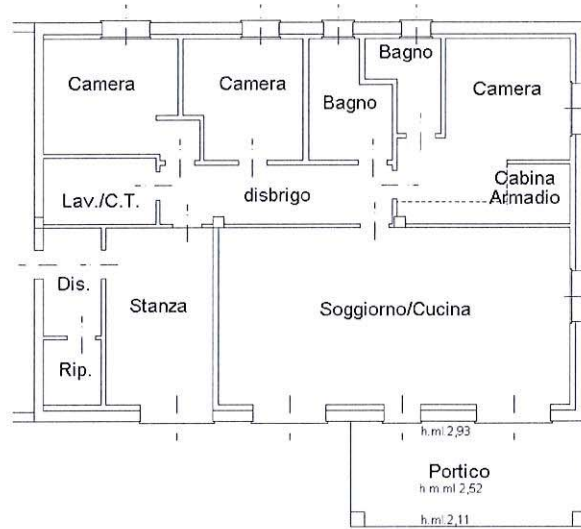 Bagno
Camera
Camera
Camera
Bagno
Cabina
Armadio
Lav./C.T.
disbrigo
Dis.
Stanza
Soggiorno/Cucina
Rip.
h.ml 2,93
Portico
h m ml 2,52
h.ml 2,11